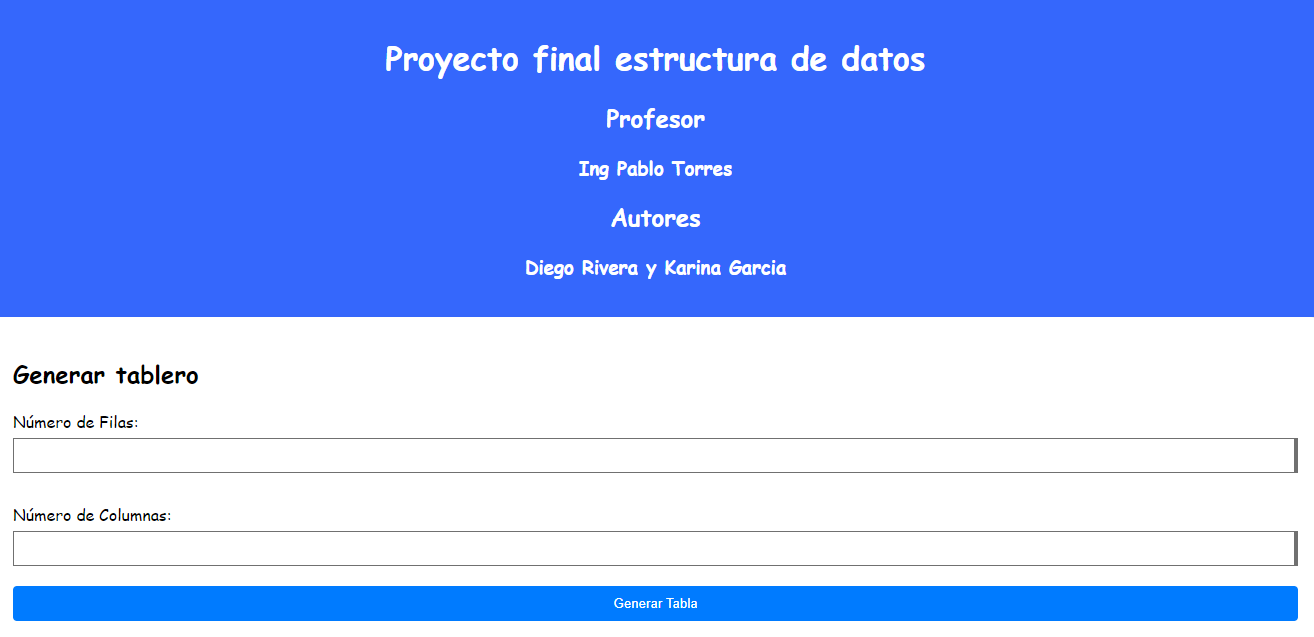 Proyecto final estructura de datos
Profesor
Ing Pablo Torres
Autores
Diego Rivera y Karina Garcia
Generar tablero
Número de Filas:
Número de Columnas:
Generar Tabla